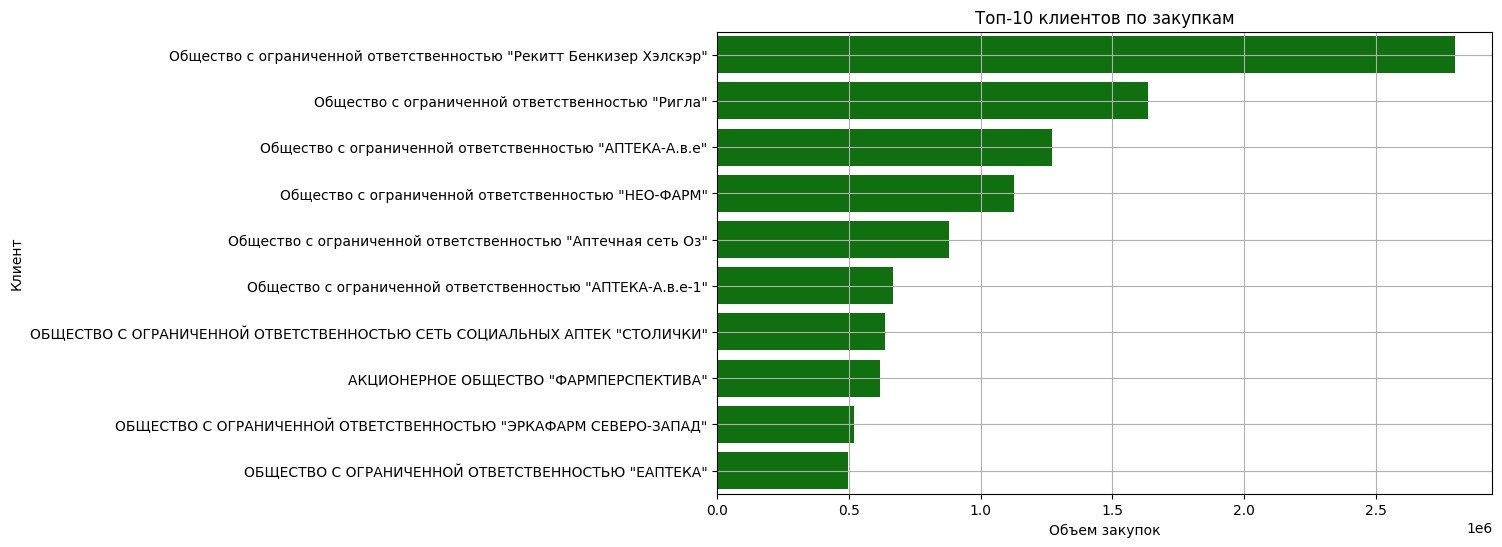 Топ-10 клиентов по закупкам
Общество с ограниченной ответственностью "Рекитт Бенкизер Хэлскэр"
Общество с ограниченной ответственностью "Ригла"
Общество с ограниченной ответственностью "АПТЕКА-А.в.е"
Общество с ограниченной ответственностью "НЕО-ФАРМ"
Общество с ограниченной ответственностью "Аптечная сеть Оз"
Общество с ограниченной ответственностью "АПТЕКА-А.в.е-1"
ОБЩЕСТВО С ОГРАНИЧЕННОЙ ОТВЕТСТВЕННОСТЬЮ СЕТЬ СОЦИАЛЬНЫХ АПТЕК "СТОЛИЧКИ"
АКЦИОНЕРНОЕ ОБЩЕСТВО "ФАРМПЕРСПЕКТИВА"
ОБЩЕСТВО С ОГРАНИЧЕННОЙ ОТВЕТСТВЕННОСТЬЮ "ЭРКАФАРМ СЕВЕРО-ЗАПАД"
ОБЩЕСТВО С ОГРАНИЧЕННОЙ ОТВЕТСТВЕННОСТЬЮ "ЕАПТЕКА"
Клиент
0.0 0.5 1.0 1.5 2.0 2.5
1e6
Объем закупок